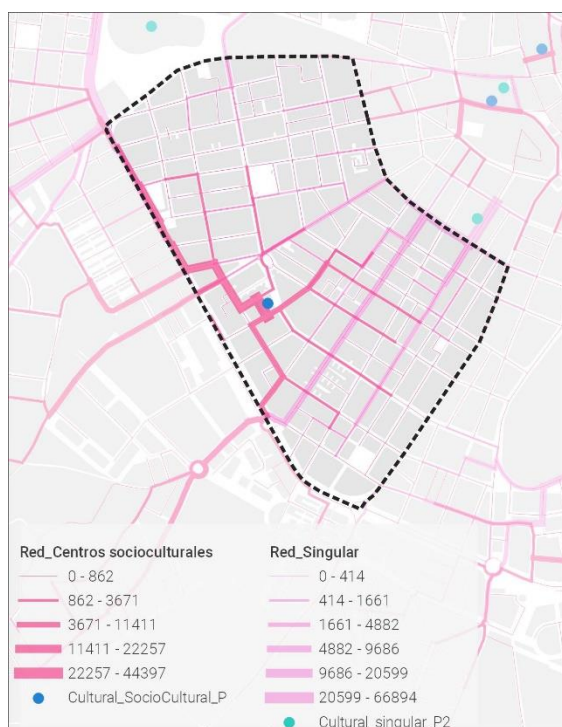 Red_Centros socioculturales
0 - 862
862 - 3671
3671 - 11411
11411 - 22257
22257 - 44397
Cultural_SocioCultural_P
Red_Singular
0 - 414
414 - 1661
1661 - 4882
4882 - 9686
9686 - 20599
20599 - 66894
Cultural_singular_P2